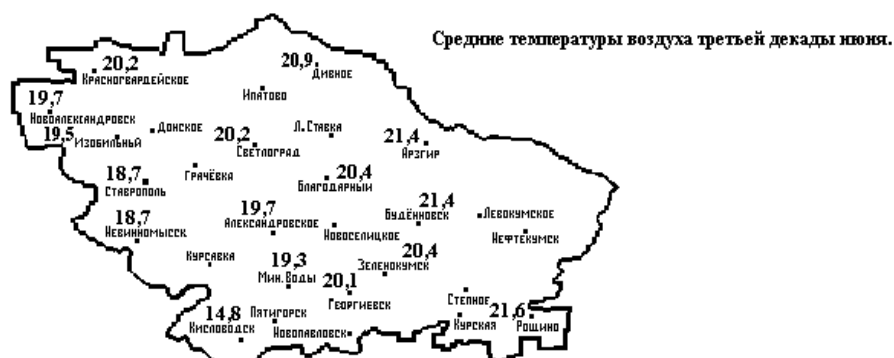 Средние температуры воздуха третьей декады июня.
20,2
Красногвардейское
20,9
Дивное
Ипатово
19,7
Новоалександровск
19,5
Изобильный
Донское
20,2
Светлоград
Л.Ставка
21,4
Арзгир
Грачёвка
18,7
Ставрополь
20,4
Благодарный
18,7
Невинномысск
19,7
Александровское
Новоселицкое
21,4
Будённовск
Левокумское
Нефтекумск
Курсавка
19,3
Мин.Воды
20,4
Зеленокумск
20,1
Георгиевск
Степное
14,8
Кисловодск
Пятигорск
Новопавловск
Курская
21,6
Рощино